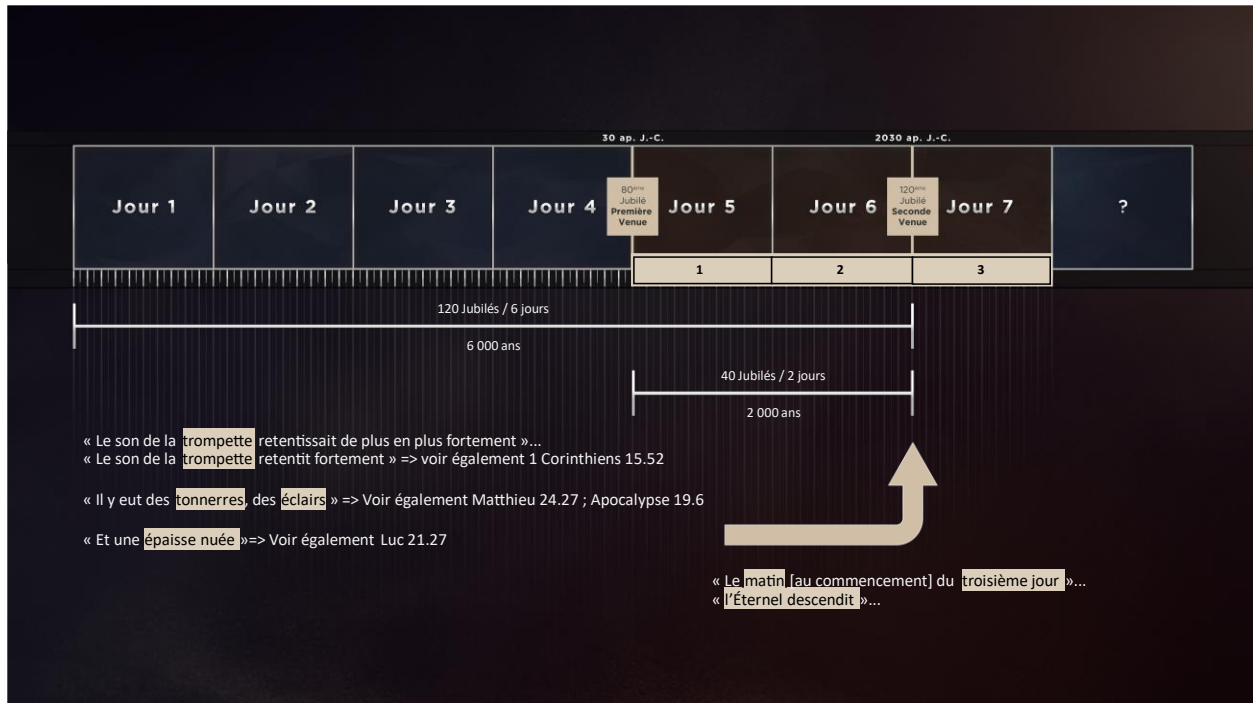 30 ap. J.-C.
2030 ap. J.-C.
Jour 1
Jour 2
Jour 3
Jour 4
80ème
Jubilé
Première
Venue
Jour 5
Jour 6
120ème
Jubilé
Seconde
Venue
Jour 7
?
1
2
3
120 Jubilés / 6 jours
6 000 ans
40 Jubilés / 2 jours
2 000 ans
« Le son de la trompette retentissait de plus en plus fortement »...
« Le son de la trompette retentit fortement » => voir également 1 Corinthiens 15.52
« Il y eut des tonnerres, des éclairs » => Voir également Matthieu 24.27 ; Apocalypse 19.6
« Et une épaisse nuée »=> Voir également Luc 21.27
« Le matin [au commencement] du troisième jour »...
« l’Éternel descendit »...